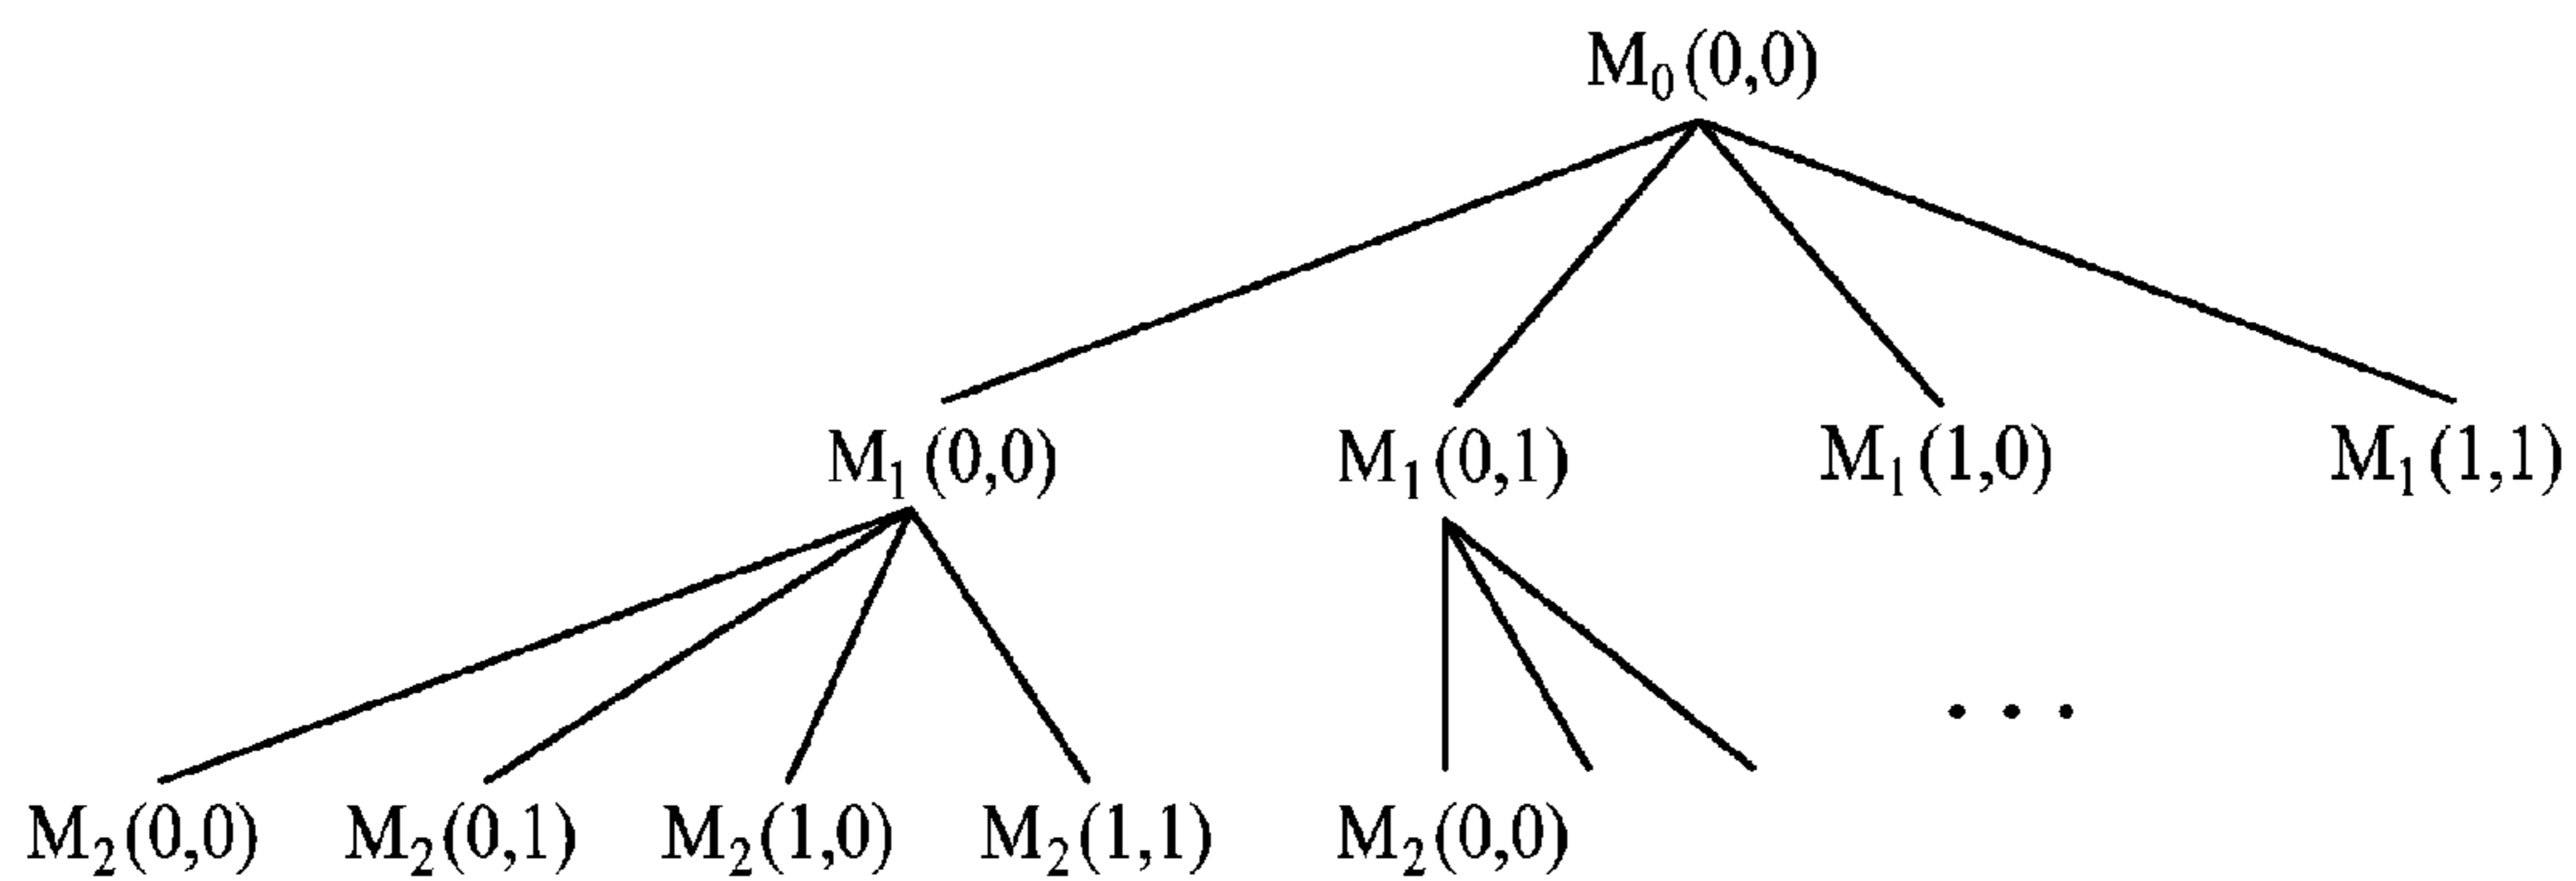 M₀(0,0)
M₁(0,0) M₁(0,1) M₁(1,0) M₁(1,1)
. . .
M₂(0,0) M₂(0,1) M₂(1,0) M₂(1,1) M₂(0,0)